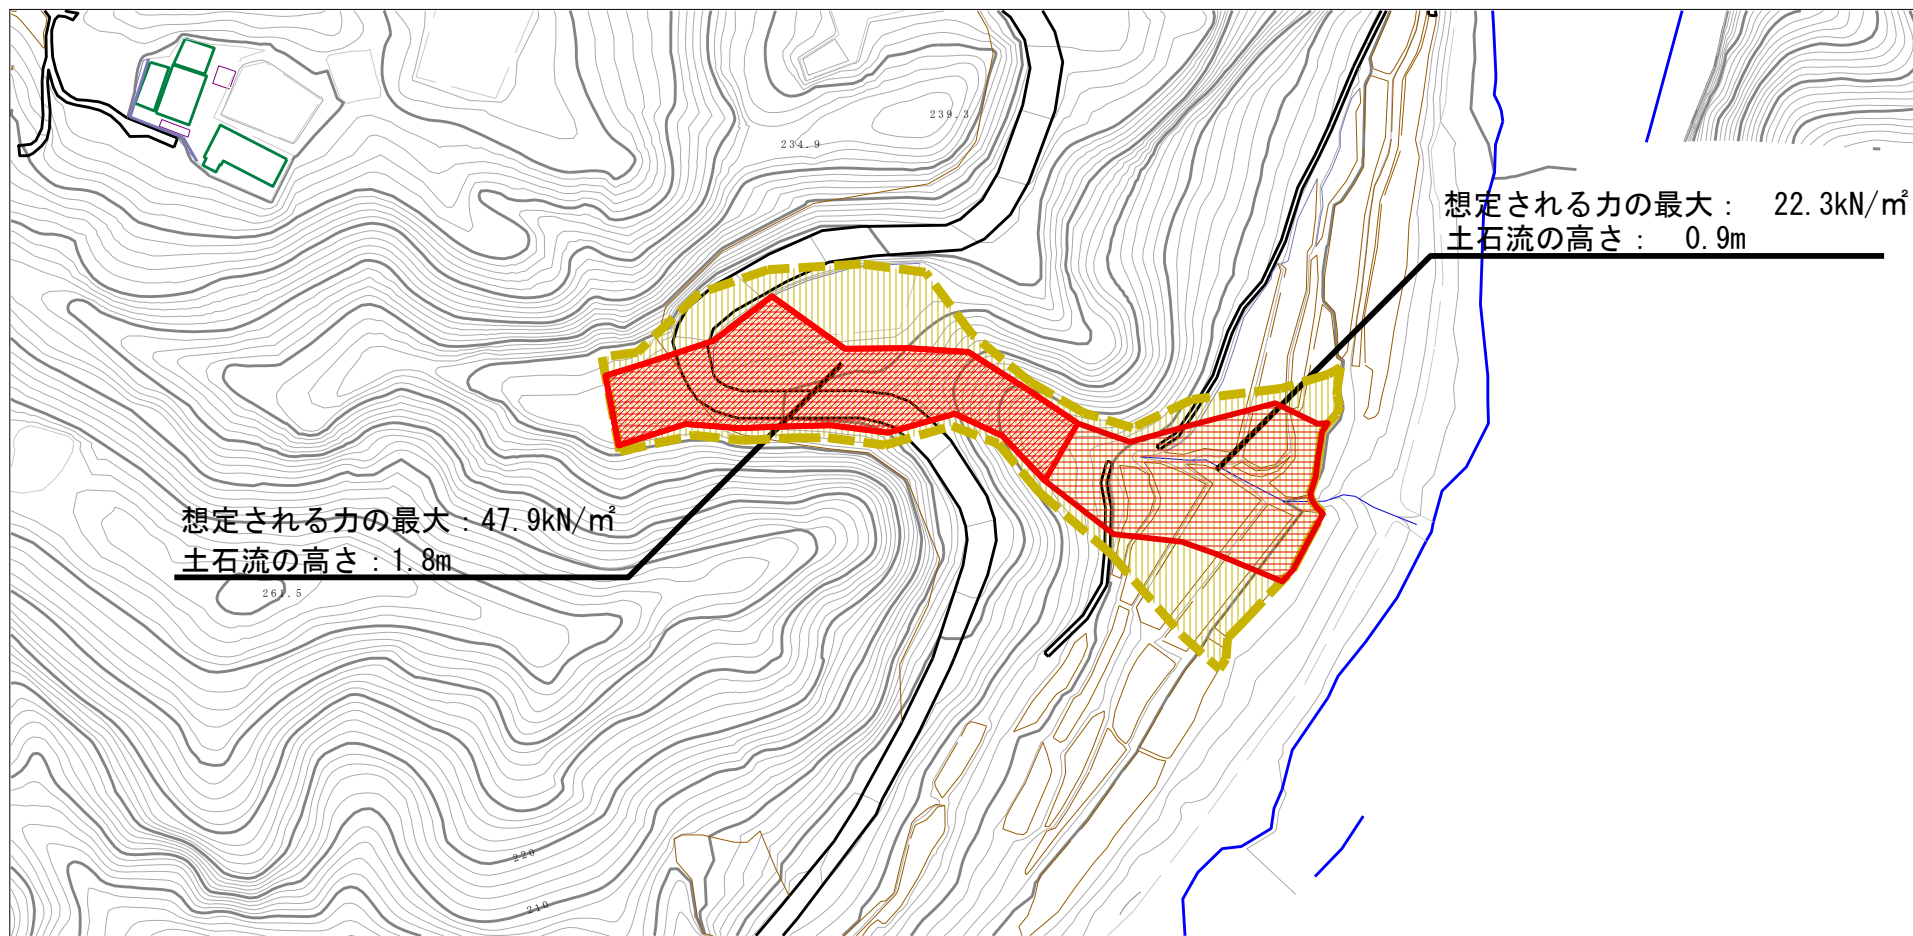 239.3
234.9
想定される力の最大： 22.3kN/㎡
土石流の高さ： 0.9m
想定される力の最大：47.9kN/㎡
土石流の高さ：1.8m
261.5
220
210